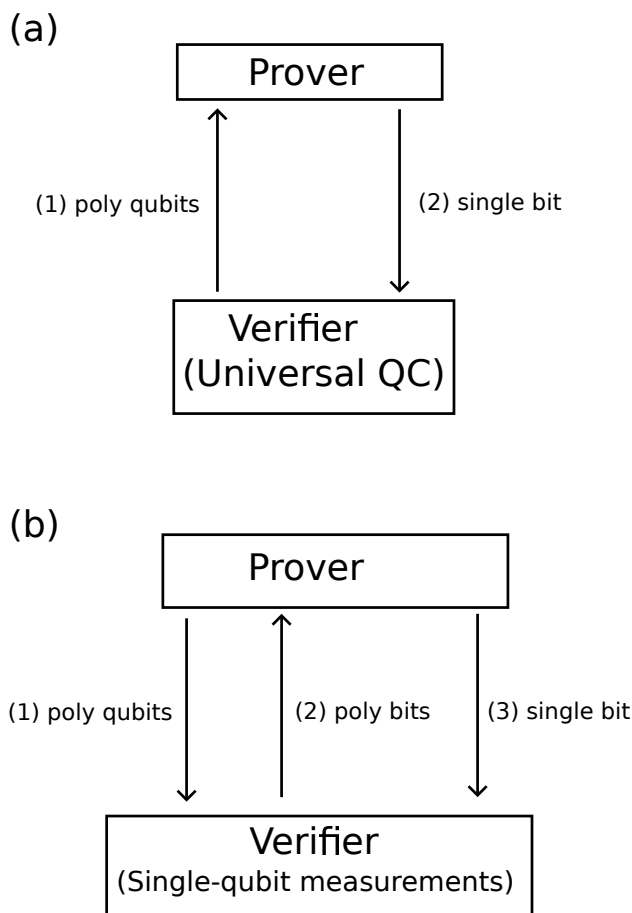 (a)
Prover
(1) poly qubits
(2) single bit
Verifier
(Universal QC)
(b)
Prover
(1) poly qubits
(2) poly bits
(3) single bit
Verifier
(Single-qubit measurements)